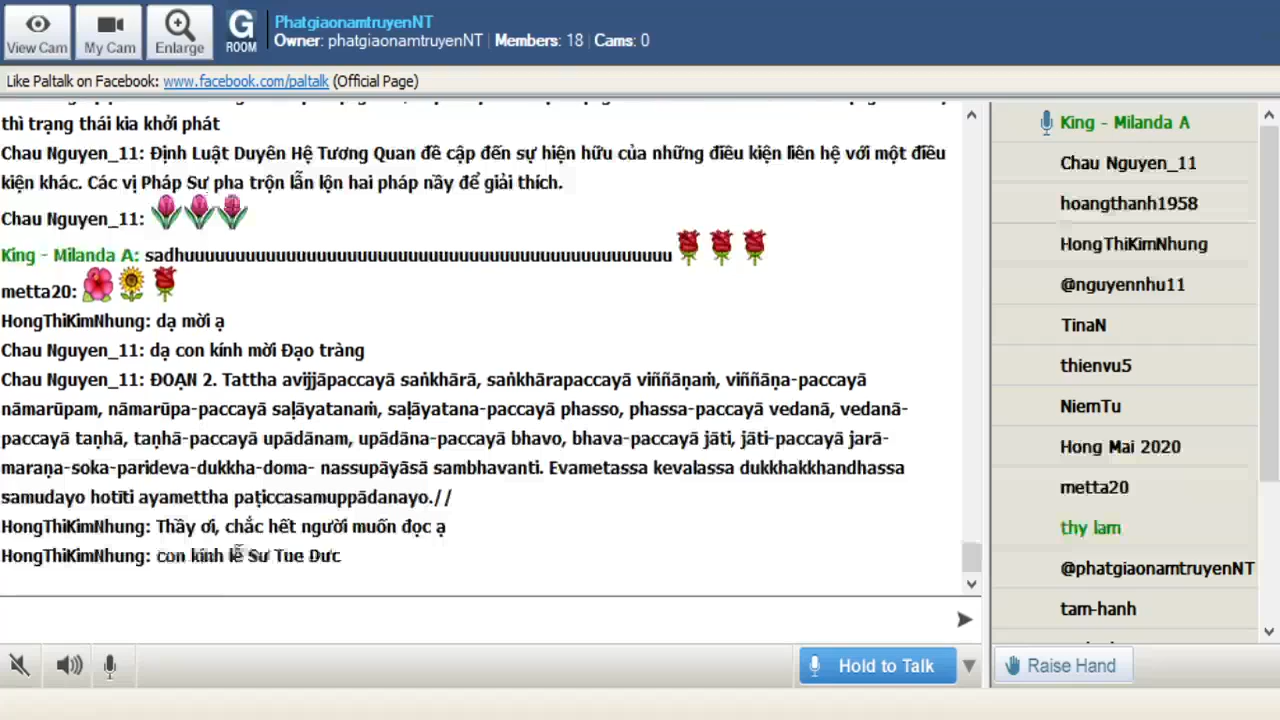 View Cam
My Cam
Enlarge
G
ROOM
PhatgiaonamtruyenNT
Owner: phatgiaonamtruyenNT | Members: 18 | Cams: 0
Like Paltalk on Facebook: www.facebook.com/paltalk (Official Page)
thì trạng thái kia khởi phát
Chau Nguyen_11: Định Luật Duyên Hệ Tương Quan đề cập đến sự hiện hữu của những điều kiện liên hệ với một điều
kiện khác. Các vị Pháp Sự pha trộn lẫn lộn hai pháp nầy để giải thích.
Chau Nguyen_11:
King - Milanda A: sadhuuuuuuuuuuuuuuuuuuuuuuuuuuuuuuuuuuuuuuuuuuuuuuuuu
metta20:
HongThiKimNhung: dạ mời ạ
Chau Nguyen_11: dạ con kính mời Đạo tràng
Chau Nguyen_11: ĐOẠN 2. Tattha avijjāpaccayā saṅkhārā, saṅkhārapaccayā viññāṇaṁ, viññāṇa-paccayā
nāmarūpam, nāmarūpa-paccayā saḷāyatanaṁ, saḷāyatana-paccayā phasso, phassa-paccayā vedanā, vedanā-
paccayā taṇhā, taṇhā-paccayā upādānam, upādāna-paccayā bhavo, bhava-paccayā jāti, jāti-paccayā jarā-
maraṇa-soka-parideva-dukkha-doma- nassupāyāsā sambhavanti. Evametassa kevalassa dukkhakkhandhassa
samudayo hotīti ayamettha paṭiccasamuppādanayo.//
HongThiKimNhung: Thầy ơi, chắc hết người muốn đọc ạ
HongThiKimNhung: con kính lễ Sư Tue Dưc
King - Milanda A
Chau Nguyen_11
hoangthanh1958
HongThiKimNhung
@nguyennhu11
TinaN
thienvu5
NiemTu
Hong Mai 2020
metta20
thy lam
@phatgiaonamtruyenNT
tam-hanh
Hold to Talk
Raise Hand